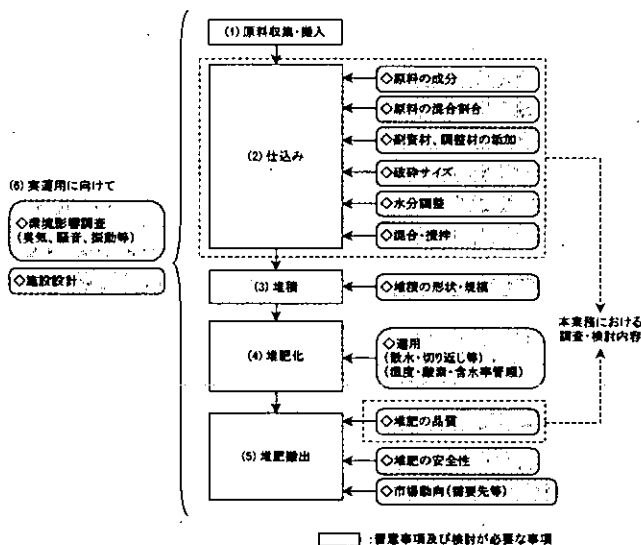 (1) 原料収集・搬入
(2) 仕込み
◇原料の成分
◇原料の混合割合
◇副資材、調整材の添加
◇破砕サイズ
◇水分調整
◇混合・撹拌
(3) 堆積
◇堆積の形状・規模
(4) 堆肥化
◇運用
(散水・切り返し等)
(温度・酸素・含水率管理)
(5) 堆肥搬出
◇堆肥の品質
◇堆肥の安全性
◇市場動向(需要先等)
(6) 実運用に向けて
◇環境影響調査
(臭気、騒音、振動等)
◇施設設計
本業務における
調査・検討内容
:留意事項及び検討が必要な事項